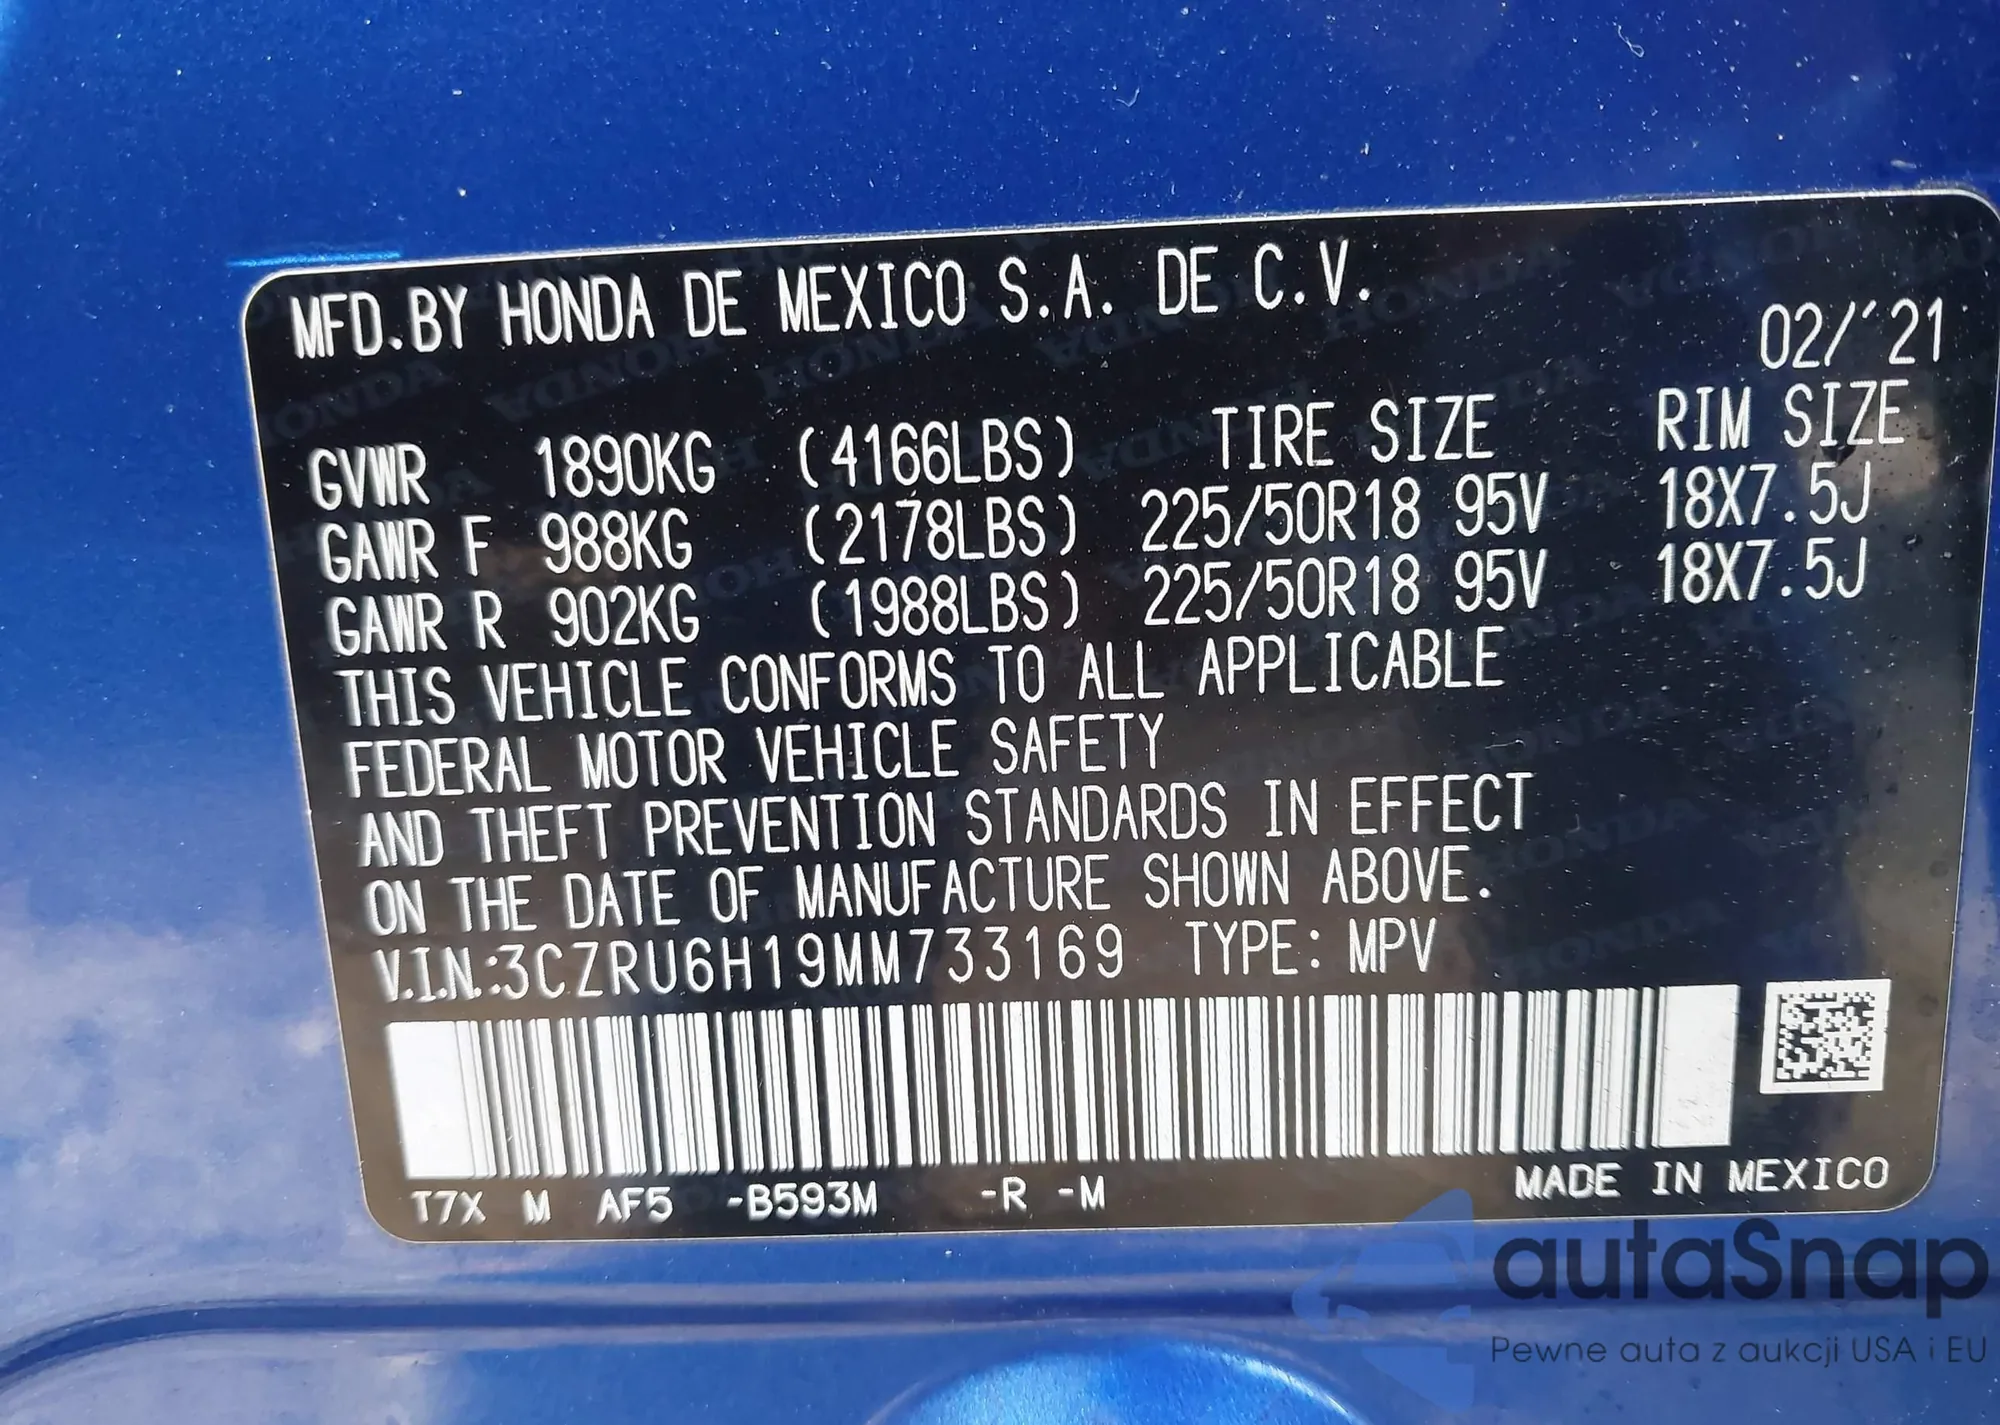 MFD.BY HONDA DE MEXICO S.A. DE C.V.
02/´21
GVWR 1890KG (4166LBS) TIRE SIZE RIM SIZE
GAWR F 988KG (2178LBS) 225/50R18 95V 18X7.5J
GAWR R 902KG (1988LBS) 225/50R18 95V 18X7.5J
THIS VEHICLE CONFORMS TO ALL APPLICABLE
FEDERAL MOTOR VEHICLE SAFETY
AND THEFT PREVENTION STANDARDS IN EFFECT
ON THE DATE OF MANUFACTURE SHOWN ABOVE.
V.I.N.:3CZRU6H19MM733169 TYPE: MPV
T7X M AF5 -B593M -R -M MADE IN MEXICO
autaSnap
Pewne auta z aukcji USA i EU